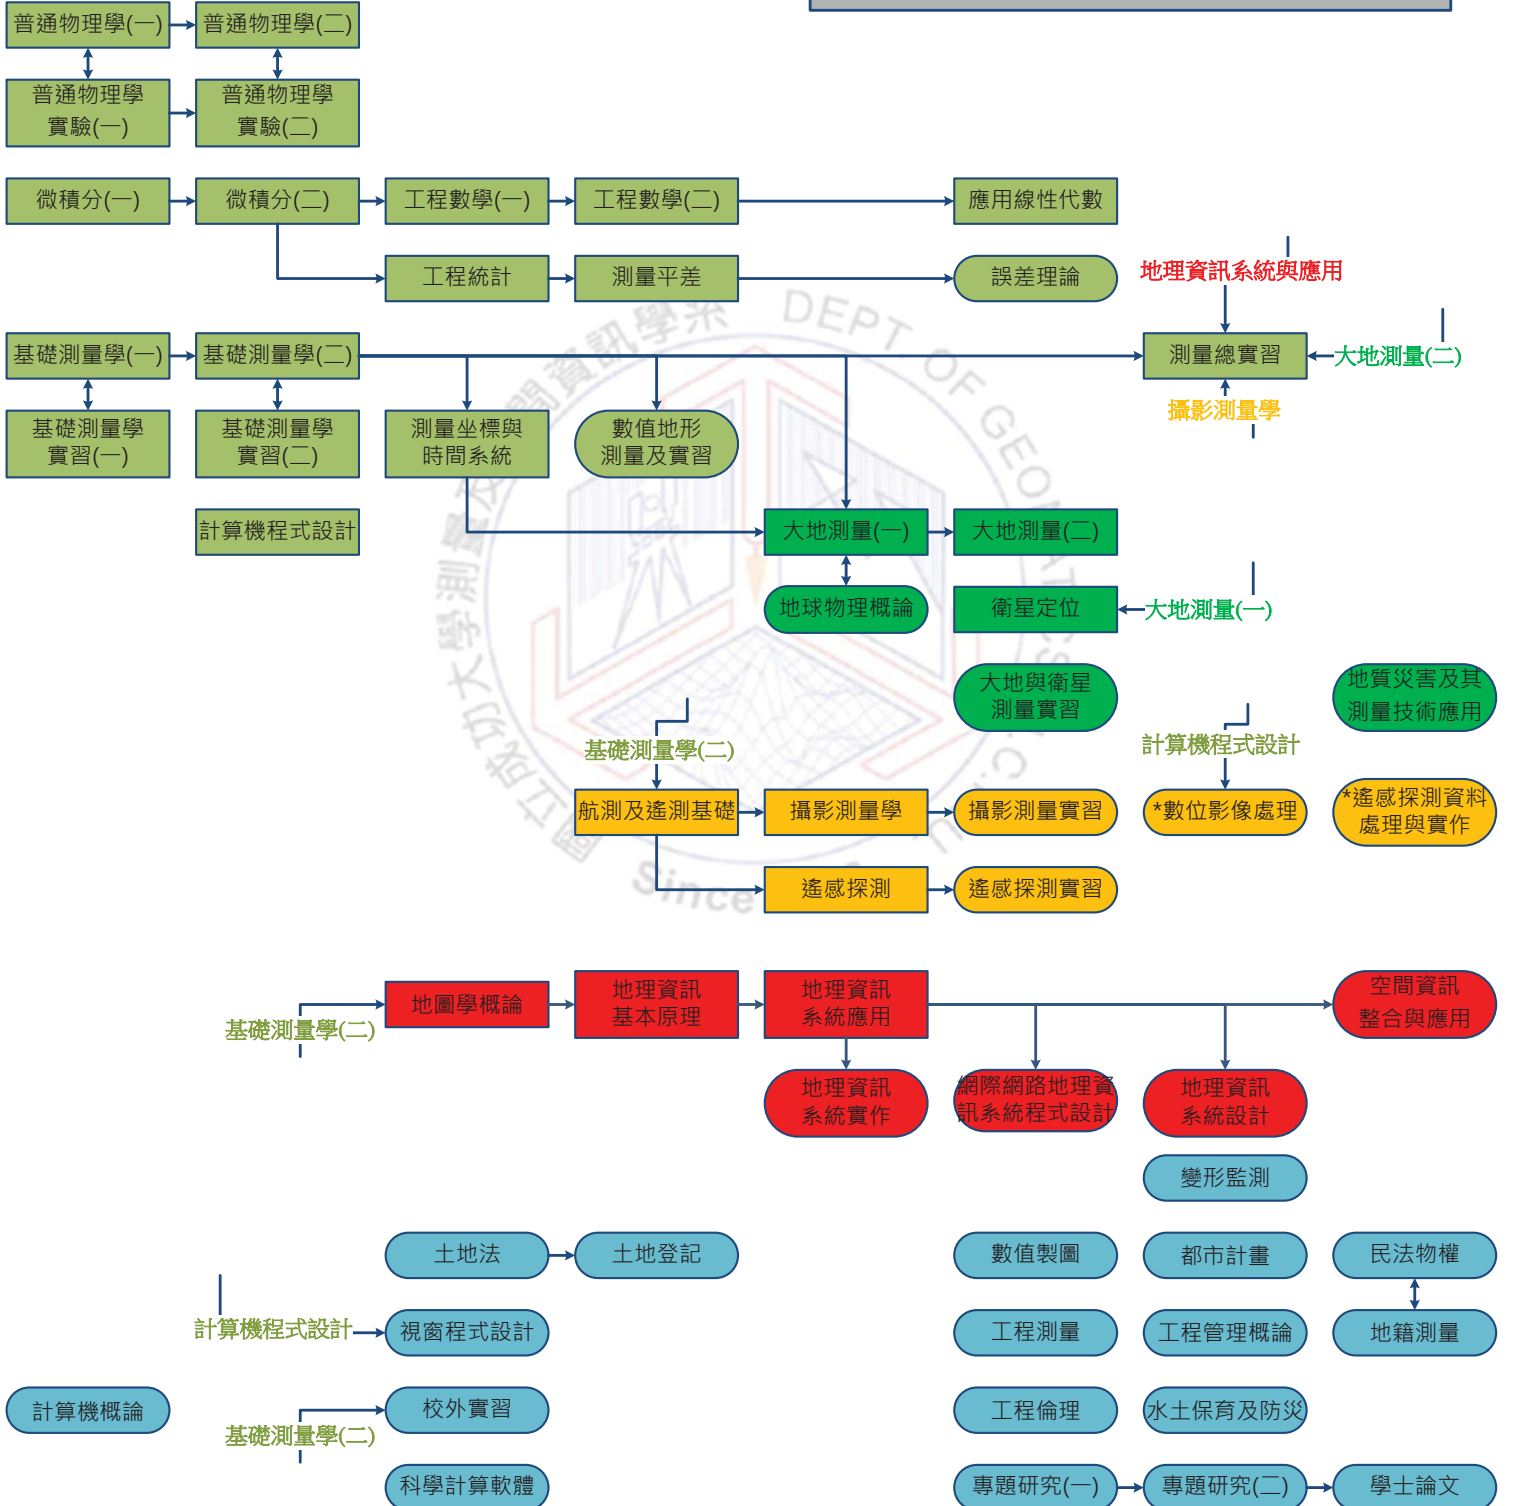 普通物理學(一)
普通物理學(二)
普通物理學
實驗(一)
普通物理學
實驗(二)
微積分(一)
微積分(二)
工程數學(一)
工程數學(二)
應用線性代數
工程統計
測量平差
誤差理論
地理資訊系統與應用
基礎測量學(一)
基礎測量學(二)
測量總實習
大地測量(二)
攝影測量學
基礎測量學
實習(一)
基礎測量學
實習(二)
測量坐標與
時間系統
數值地形
測量及實習
計算機程式設計
大地測量(一)
大地測量(二)
地球物理概論
衛星定位
大地測量(一)
大地與衛星
測量實習
地質災害及其
測量技術應用
基礎測量學(二)
計算機程式設計
航測及遙測基礎
攝影測量學
攝影測量實習
*數位影像處理
*遙感探測資料
處理與實作
遙感探測
遙感探測實習
地圖學概論
地理資訊
基本原理
地理資訊
系統應用
空間資訊
整合與應用
基礎測量學(二)
地理資訊
系統實作
網際網路地理資
訊系統程式設計
地理資訊
系統設計
變形監測
土地法
土地登記
數值製圖
都市計畫
民法物權
計算機程式設計
視窗程式設計
工程測量
工程管理概論
地籍測量
計算機概論
基礎測量學(二)
校外實習
工程倫理
水土保育及防災
科學計算軟體
專題研究(一)
專題研究(二)
學士論文
國立成功大學測量及空間資訊學系
DEPT. OF GEOMATICS
Since